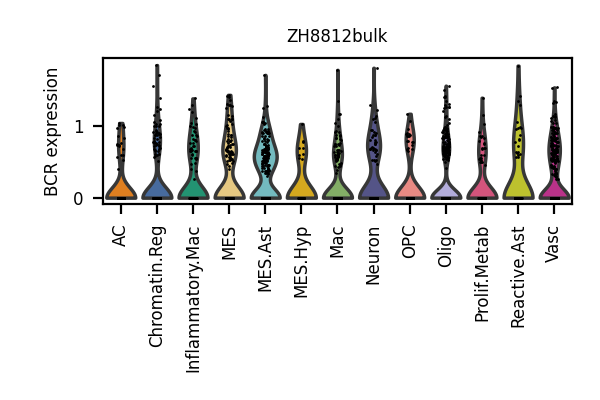 ZH8812bulk
BCR expression
1
0
AC
Chromatin.Reg
Inflammatory.Mac
MES
MES.Ast
MES.Hyp
Mac
Neuron
OPC
Oligo
Prolif.Metab
Reactive.Ast
Vasc